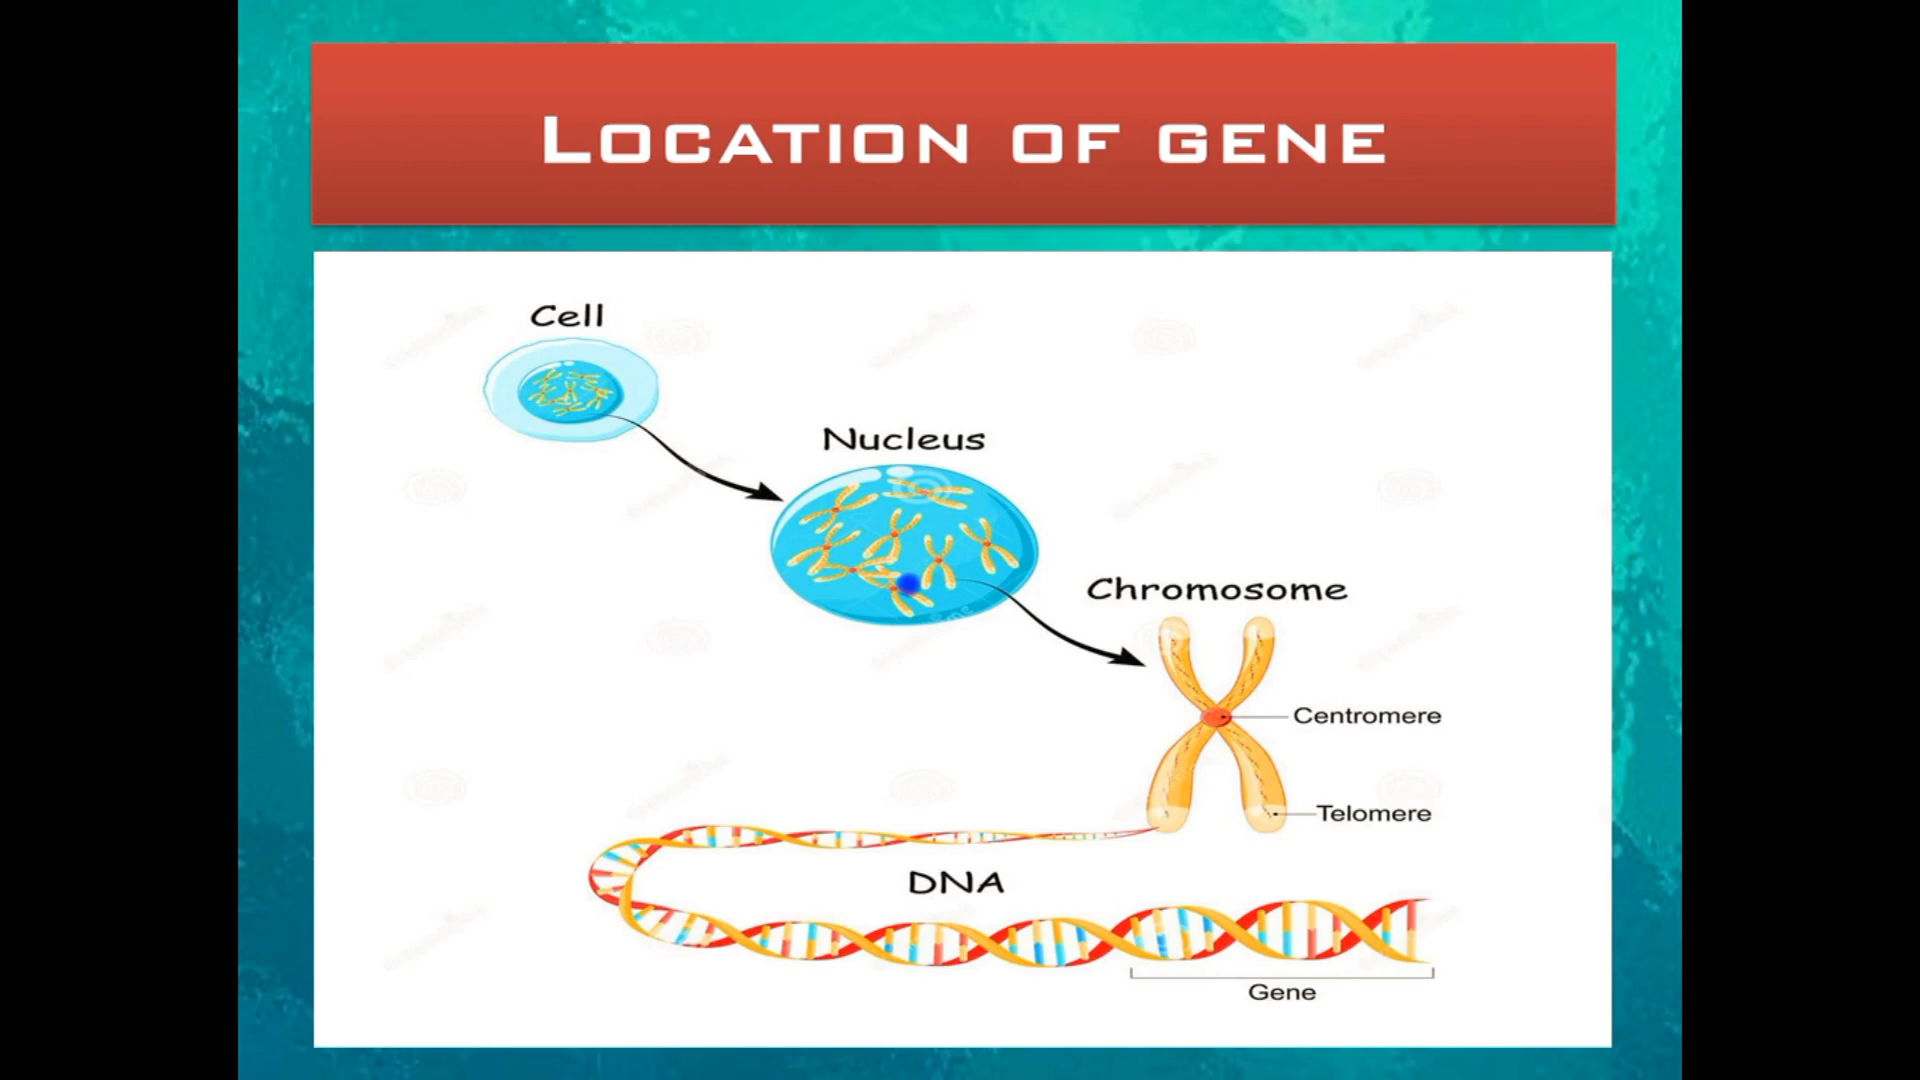 LOCATION OF GENE
Cell
Nucleus
Chromosome
Centromere
Telomere
DNA
Gene